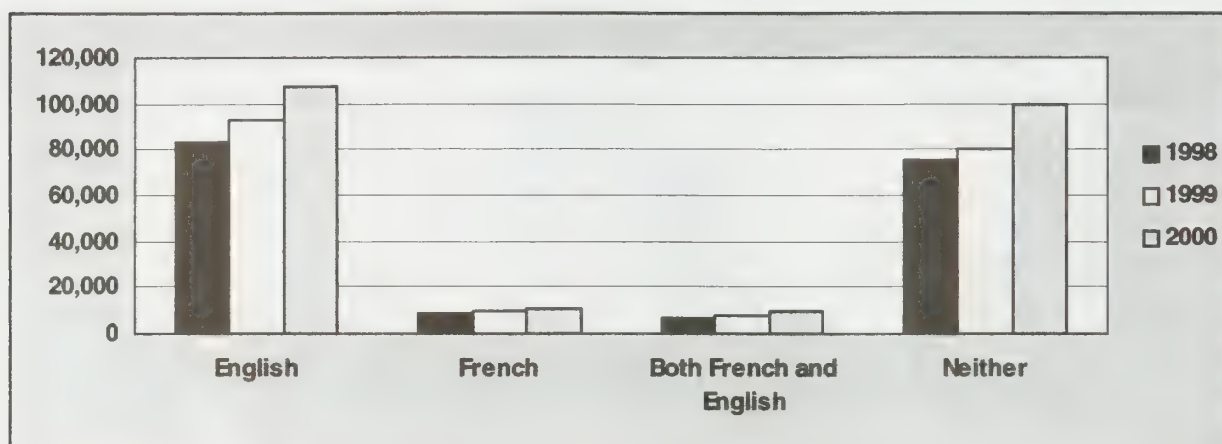 120,000
100,000
80,000
60,000
40,000
20,000
0
English
French
Both French and
English
Neither
1998
1999
2000